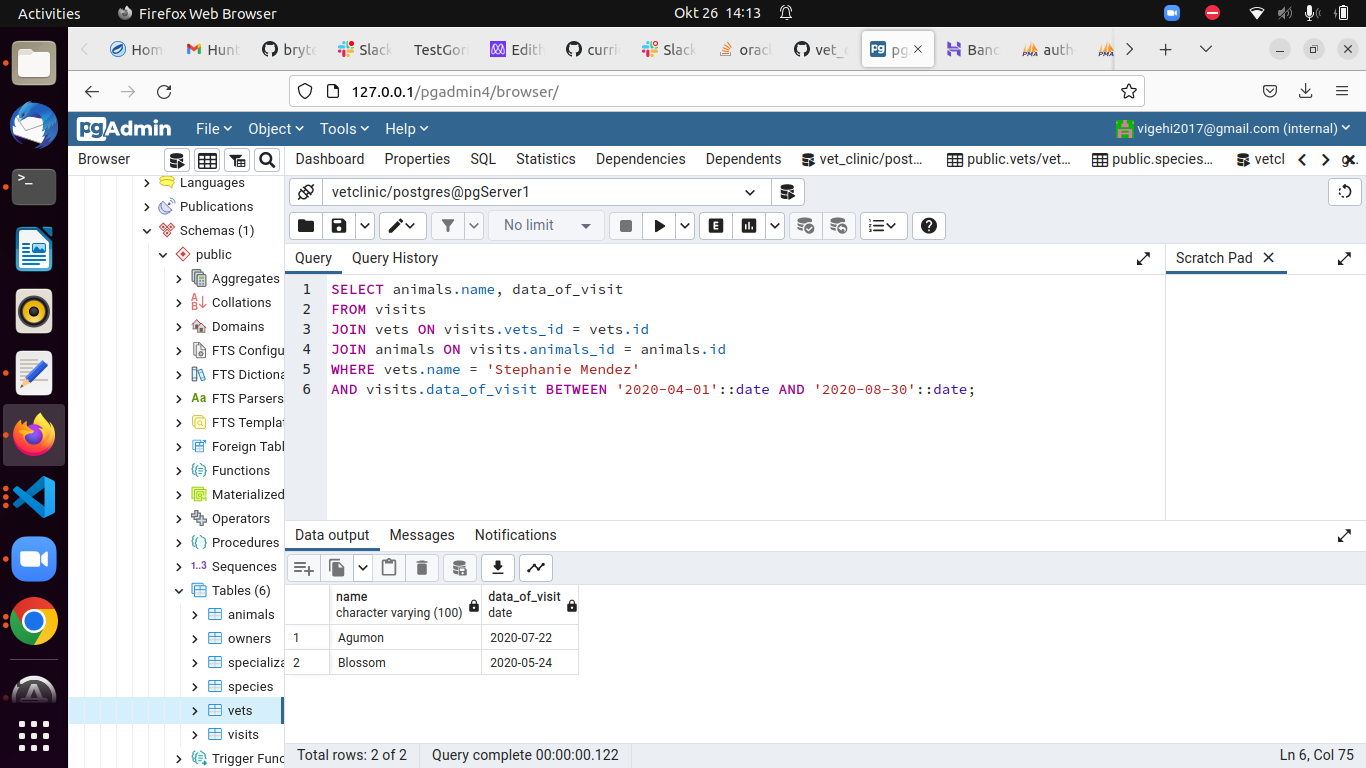 Activities
Firefox Web Browser
Okt 26 14:13
Hom
Hunt
bryte
Slack
TestGori
Edith
curri
Slack
orac
vet_c
pg
Banc
auth
127.0.0.1/pgadmin4/browser/
pgAdmin
File
Object
Tools
Help
vigehi2017@gmail.com (internal)
Browser
Dashboard
Properties
SQL
Statistics
Dependencies
Dependents
vet_clinic/post...
public.vets/vet...
public.species...
vetcl
Languages
Publications
Schemas (1)
public
Aggregates
Collations
Domains
FTS Configu
FTS Dictiona
FTS Parsers
FTS Templat
Foreign Tabl
Functions
Materialized
Operators
Procedures
Sequences
Tables (6)
animals
owners
specializa
species
vets
visits
Trigger Func
vetclinic/postgres@pgServer1
No limit
Query
Query History
Scratch Pad
1 SELECT animals.name, data_of_visit
2 FROM visits
3 JOIN vets ON visits.vets_id = vets.id
4 JOIN animals ON visits.animals_id = animals.id
5 WHERE vets.name = 'Stephanie Mendez'
6 AND visits.data_of_visit BETWEEN '2020-04-01'::date AND '2020-08-30'::date;
Data output
Messages
Notifications
name
character varying (100)
data_of_visit
date
1 Agumon 2020-07-22
2 Blossom 2020-05-24
Total rows: 2 of 2
Query complete 00:00:00.122
Ln 6, Col 75